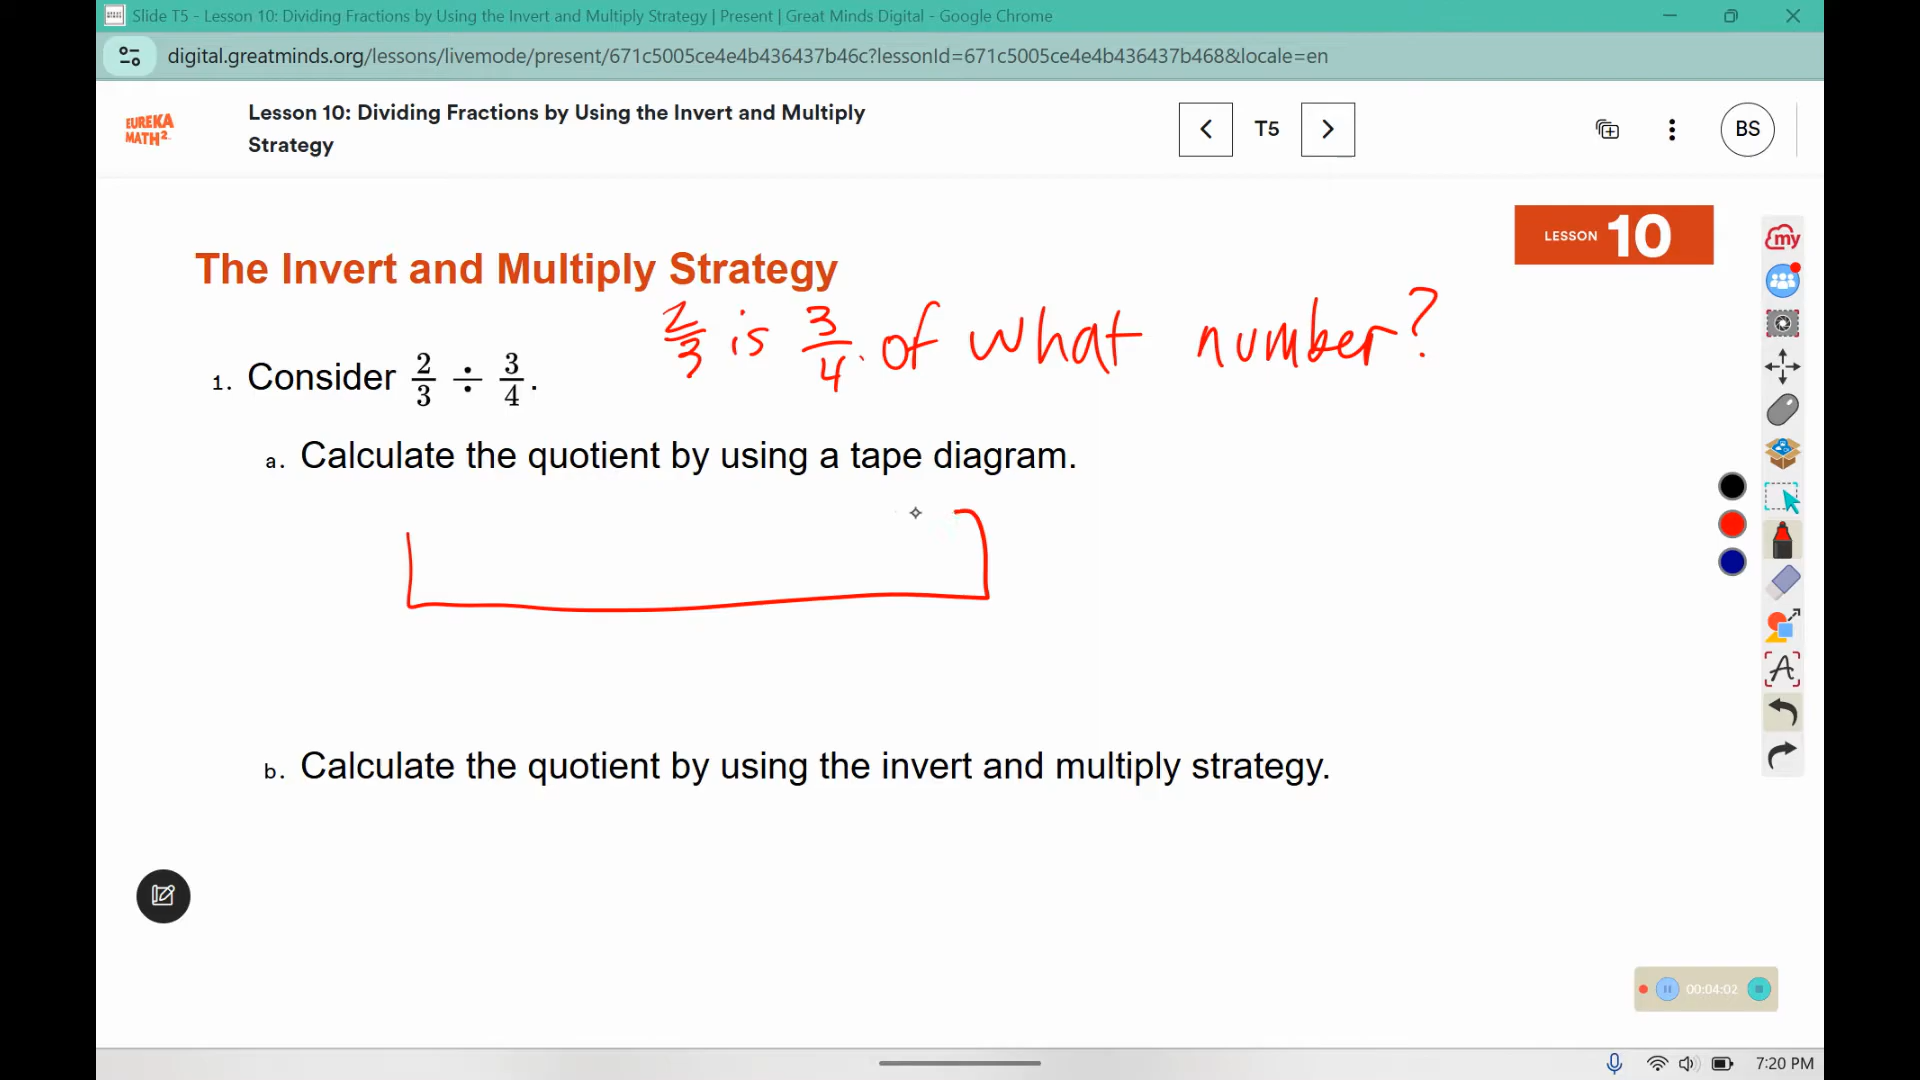 Slide T5 - Lesson 10: Dividing Fractions by Using the Invert and Multiply Strategy | Present | Great Minds Digital - Google Chrome
digital.greatminds.org/lessons/livemode/present/671c5005ce4e4b436437b46c?lessonId=671c5005ce4e4b436437b468&locale=en
EUREKA
MATH²
Lesson 10: Dividing Fractions by Using the Invert and Multiply
Strategy
T5
BS
LESSON 10
my
The Invert and Multiply Strategy
2/3 is 3/4 of what number?
1. Consider 2/3 ÷ 3/4.
a. Calculate the quotient by using a tape diagram.
b. Calculate the quotient by using the invert and multiply strategy.
A
00:04:02
7:20 PM